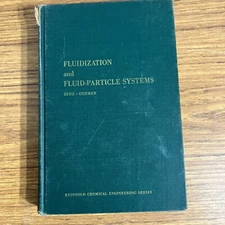 FLUIDIZATION
and
FLUID-PARTICLE SYSTEMS
ZENZ - OTHMER
REINHOLD CHEMICAL ENGINEERING SERIES